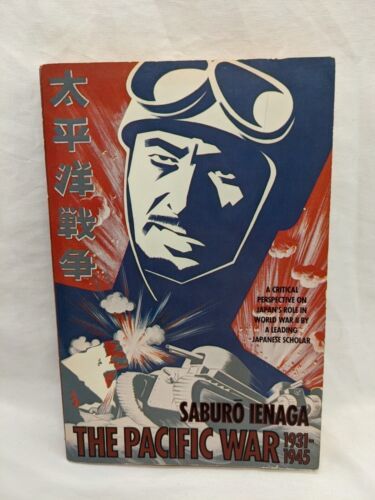 太平洋戦争
A CRITICAL
PERSPECTIVE ON
JAPAN'S ROLE IN
WORLD WAR II BY
A LEADING
JAPANESE SCHOLAR
SABURŌ IENAGA
THE PACIFIC WAR 1931-
1945